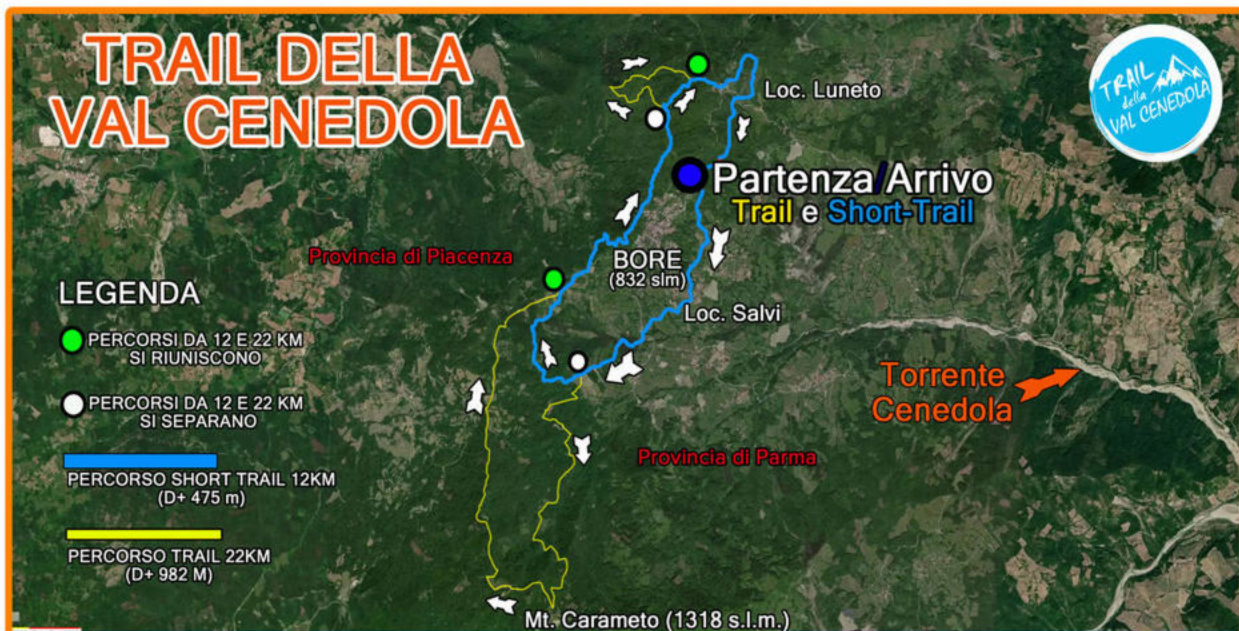 TRAIL DELLA
VAL CENEDOLA
TRAIL
della
VAL CENEDOLA
Loc. Luneto
Partenza/Arrivo
Trail e Short-Trail
Provincia di Piacenza
BORE
(832 slm)
Loc. Salvi
LEGENDA
PERCORSI DA 12 E 22 KM
SI RIUNISCONO
PERCORSI DA 12 E 22 KM
SI SEPARANO
PERCORSO SHORT TRAIL 12KM
(D+ 475 m)
PERCORSO TRAIL 22KM
(D+ 982 M)
Torrente
Cenedola
Provincia di Parma
Mt. Carameto (1318 s.l.m.)